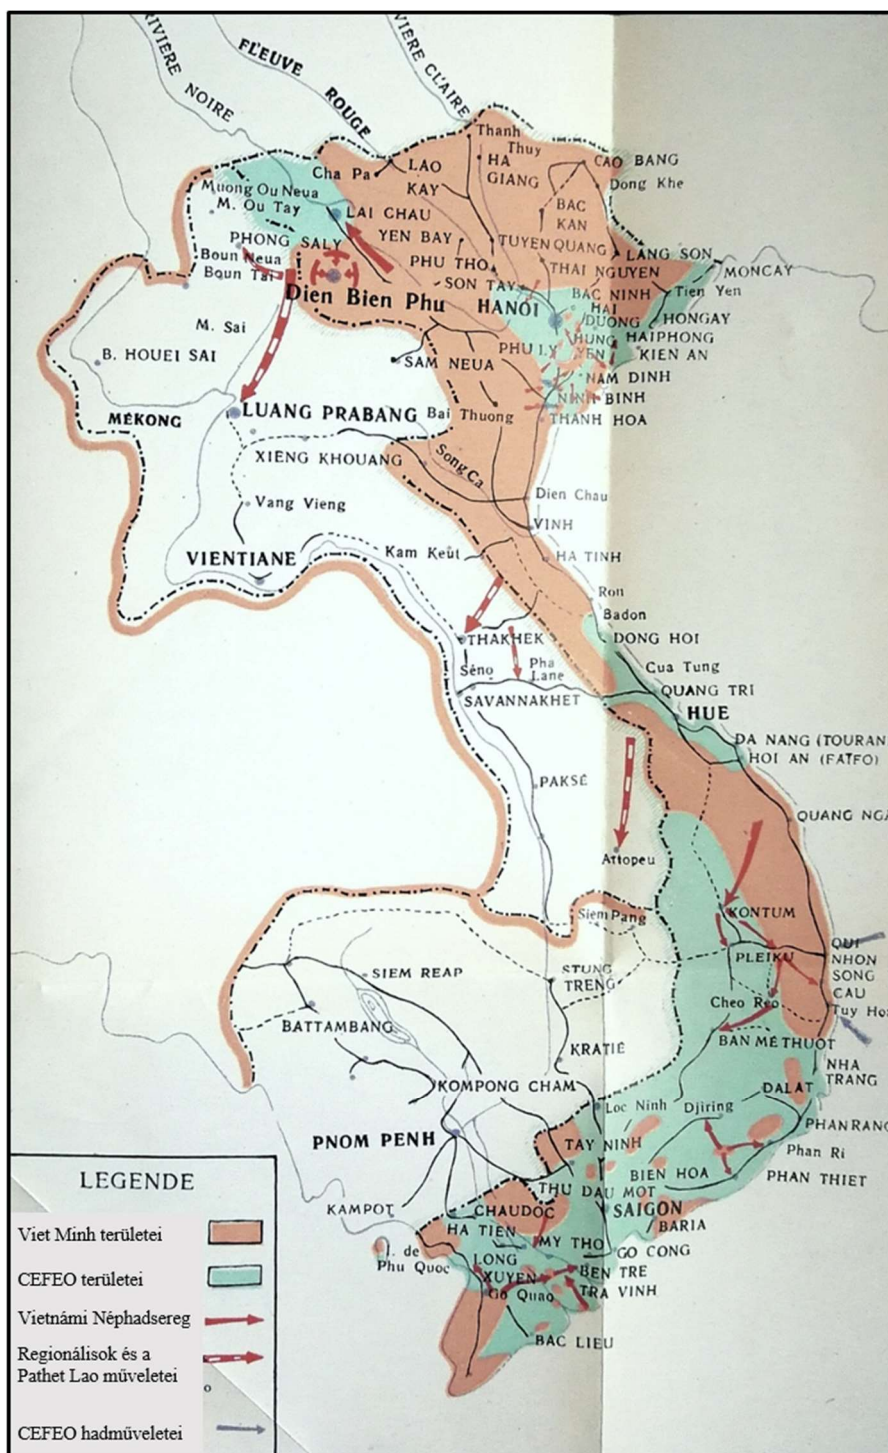 RIVIÈRE NOIRE
FLEUVE ROUGE
RIVIÈRE CLAIRE
Thanh
Thuy
HA
GIANG
CAO BANG
Dong Khe
Cha Pa
LAO
KAY
BAC
KAN
Muong Ou Neua
M. Ou Tay
LAI CHAU
YEN BAY
TUYEN QUANG
LANG SON
PHONG SALY
PHU THO
THAI NGUYEN
MONCAY
Boun Neua
Boun Tai
SON TAY
BAC NINH
Tien Yen
Dien Bien Phu
HANOI
HAI
DUONG
HONGAY
M. Sai
HUNG
YEN
HAIPHONG
B. HOUEI SAI
PHU LY
KIEN AN
SAM NEUA
NAM DINH
NINH BINH
MÉKONG
LUANG PRABANG
Bai Thuong
THANH HOA
XIENG KHOUANG
Song Ca
Dien Chau
Vang Vieng
VINH
VIENTIANE
Kam Keut
HA TINH
Ron
Badon
THAKHEK
DONG HOI
Séno
Pha
Lane
Cua Tung
SAVANNAKHET
QUANG TRI
HUE
DA NANG (TOURAN
HOI AN (FAIFO)
PAKSÉ
QUANG NGA
Attopeu
Siem Pang
KONTUM
SIEM REAP
STUNG
TRENG
PLEIKU
QUI
NHON
SONG
CAU
Cheo Reo
Tuy Ho
BATTAMBANG
BAN MÉ THUOT
KRATIÉ
NHA
TRANG
KOMPONG CHAM
DALAT
Loc Ninh
Djiring
PHAN RANG
PNOM PENH
TAY NINH
Phan Ri
BIEN HOA
PHAN THIET
THU DAU MOT
KAMPOT
CHAUDOC
SAIGON
HA TIEN
BARIA
MY THO
I. de
Phu Quoc
GO CONG
LONG
XUYEN
BEN TRE
Go Quao
TRA VINH
BAC LIEU
LEGENDE
Viet Minh területei
CEFEO területei
Vietnámi Néphadsereg
Regionálisok és a
Pathet Lao műveletei
CEFEO hadműveletei